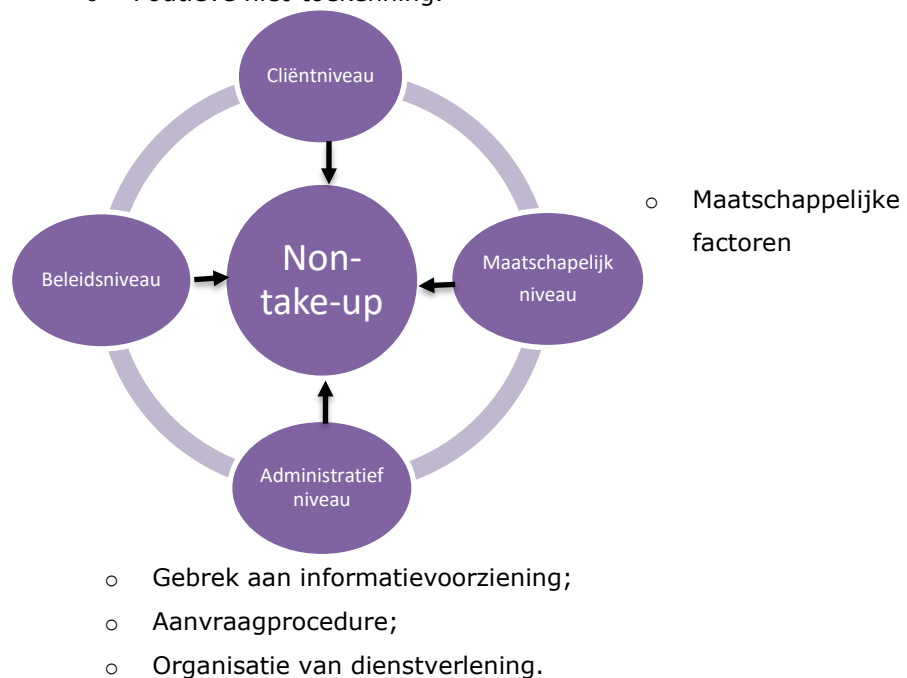 Cliëntniveau
Beleidsniveau
Non-
take-up
Maatschapelijk
niveau
o Maatschappelijke
factoren
Administratief
niveau
o Gebrek aan informatievoorziening;
o Aanvraagprocedure;
o Organisatie van dienstverlening.